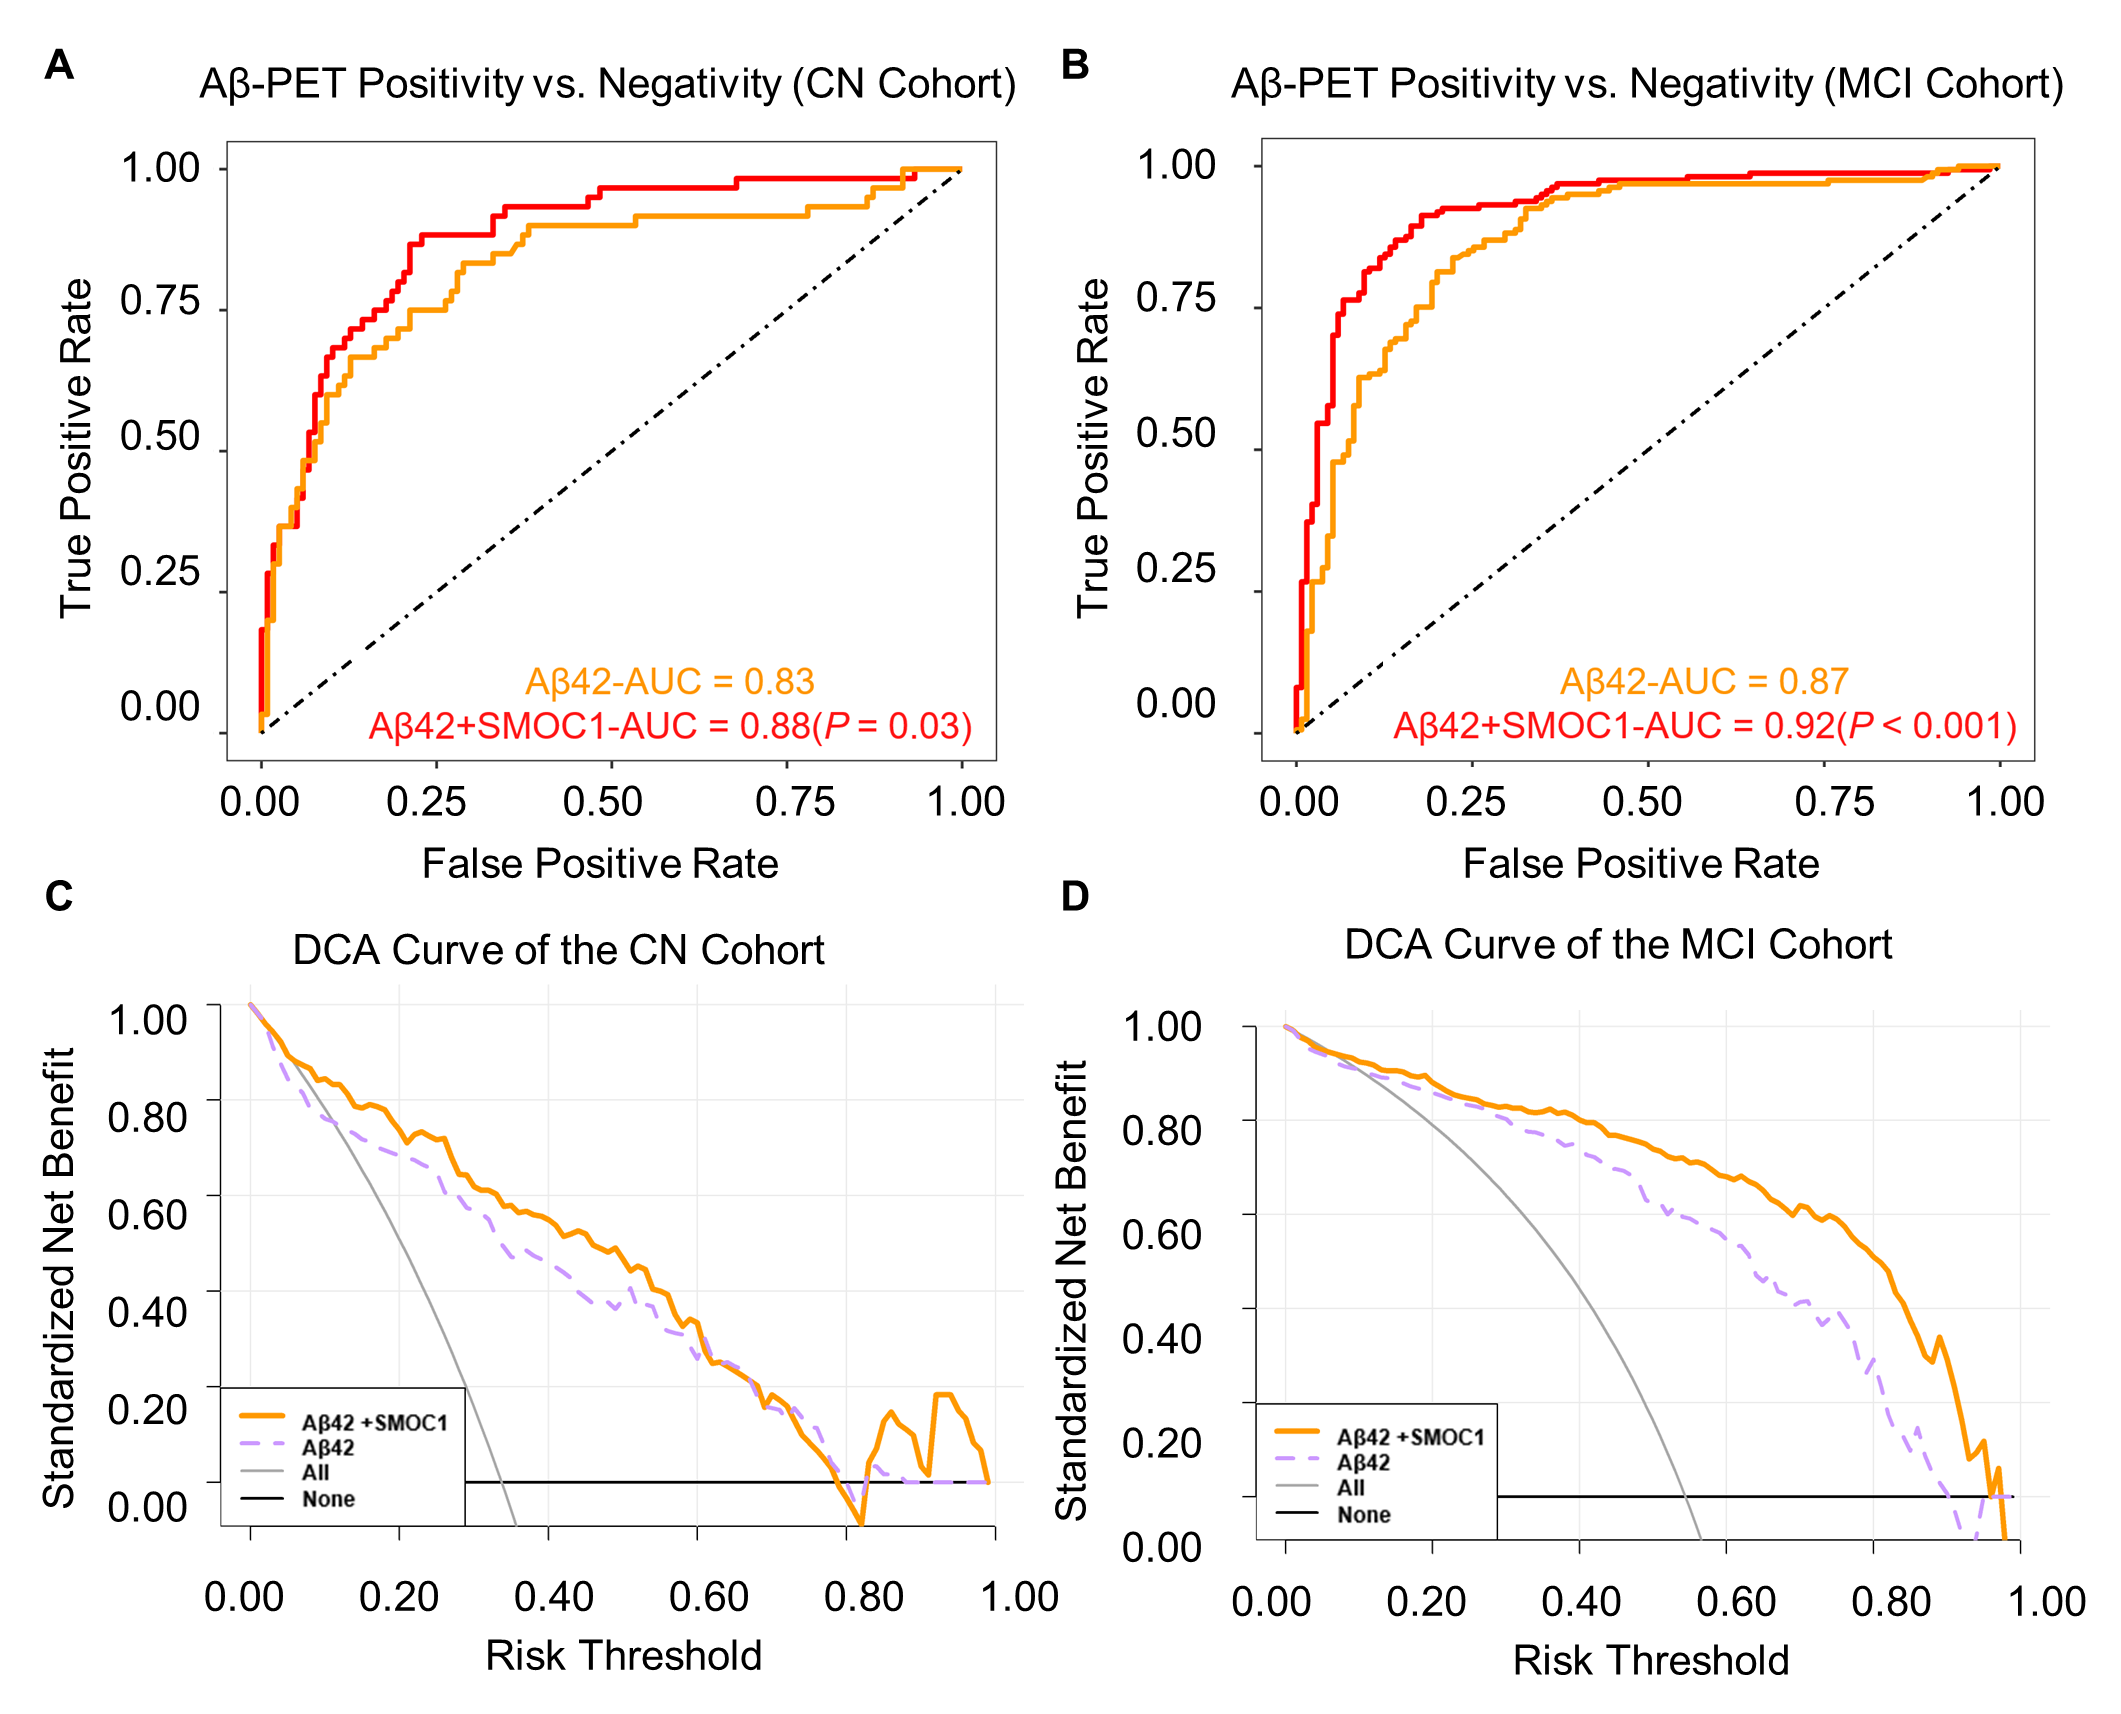 A
Aβ-PET Positivity vs. Negativity (CN Cohort)
True Positive Rate
1.00
0.75
0.50
0.25
0.00
Aβ42-AUC = 0.83
Aβ42+SMOC1-AUC = 0.88(P = 0.03)
0.00 0.25 0.50 0.75 1.00
False Positive Rate
B
Aβ-PET Positivity vs. Negativity (MCI Cohort)
True Positive Rate
1.00
0.75
0.50
0.25
0.00
Aβ42-AUC = 0.87
Aβ42+SMOC1-AUC = 0.92(P < 0.001)
0.00 0.25 0.50 0.75 1.00
False Positive Rate
C
DCA Curve of the CN Cohort
Standardized Net Benefit
1.00
0.80
0.60
0.40
0.20
0.00
Aβ42 +SMOC1
Aβ42
All
None
0.00 0.20 0.40 0.60 0.80 1.00
Risk Threshold
D
DCA Curve of the MCI Cohort
Standardized Net Benefit
1.00
0.80
0.60
0.40
0.20
0.00
Aβ42 +SMOC1
Aβ42
All
None
0.00 0.20 0.40 0.60 0.80 1.00
Risk Threshold